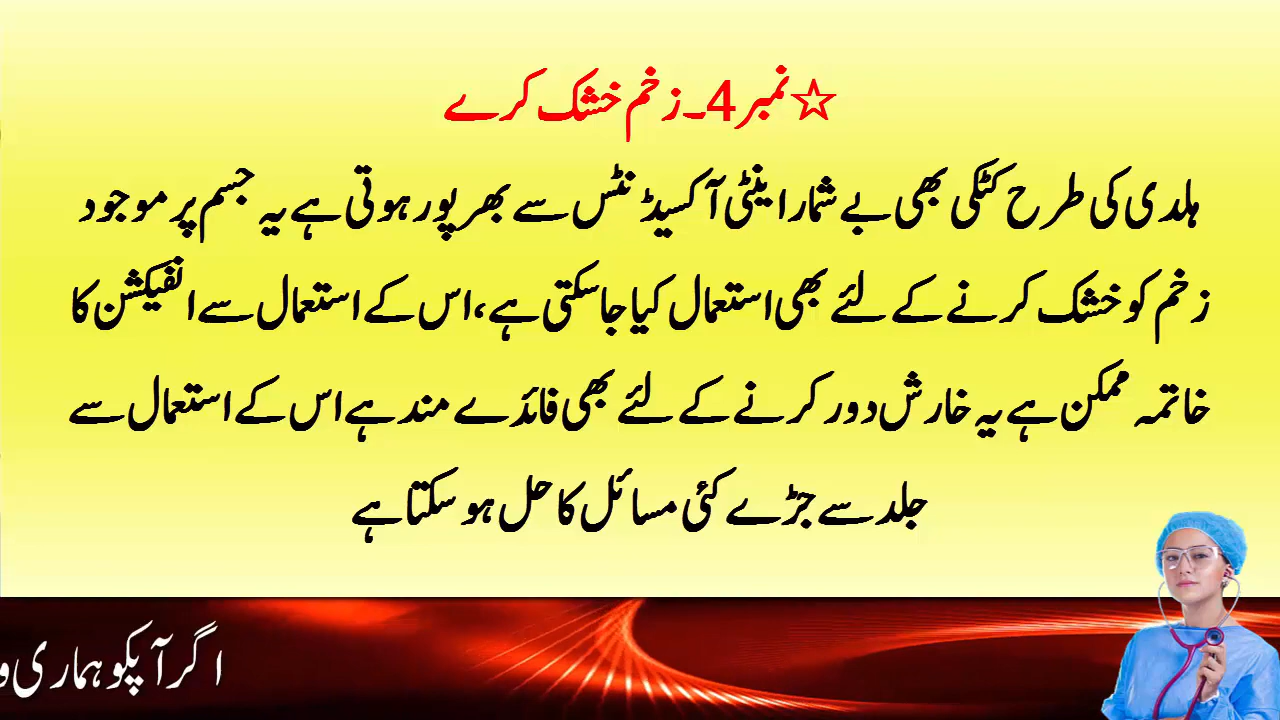 ☆نمبر4۔زخم خشک کرے
ہلدی کی طرح کٹکی بھی بے شمار اینٹی آکسیڈنٹس سے بھرپور ہوتی ہے یہ جسم پر موجود
زخم کو خشک کرنے کے لئے بھی استعمال کیا جاسکتی ہے،اس کے استعمال سے انفیکشن کا
خاتمہ ممکن ہے یہ خارش دور کرنے کے لئے بھی فائدے مند ہے اس کے استعمال سے
جلد سے جڑے کئی مسائل کا حل ہو سکتا ہے
اگر آپکو ہماری و